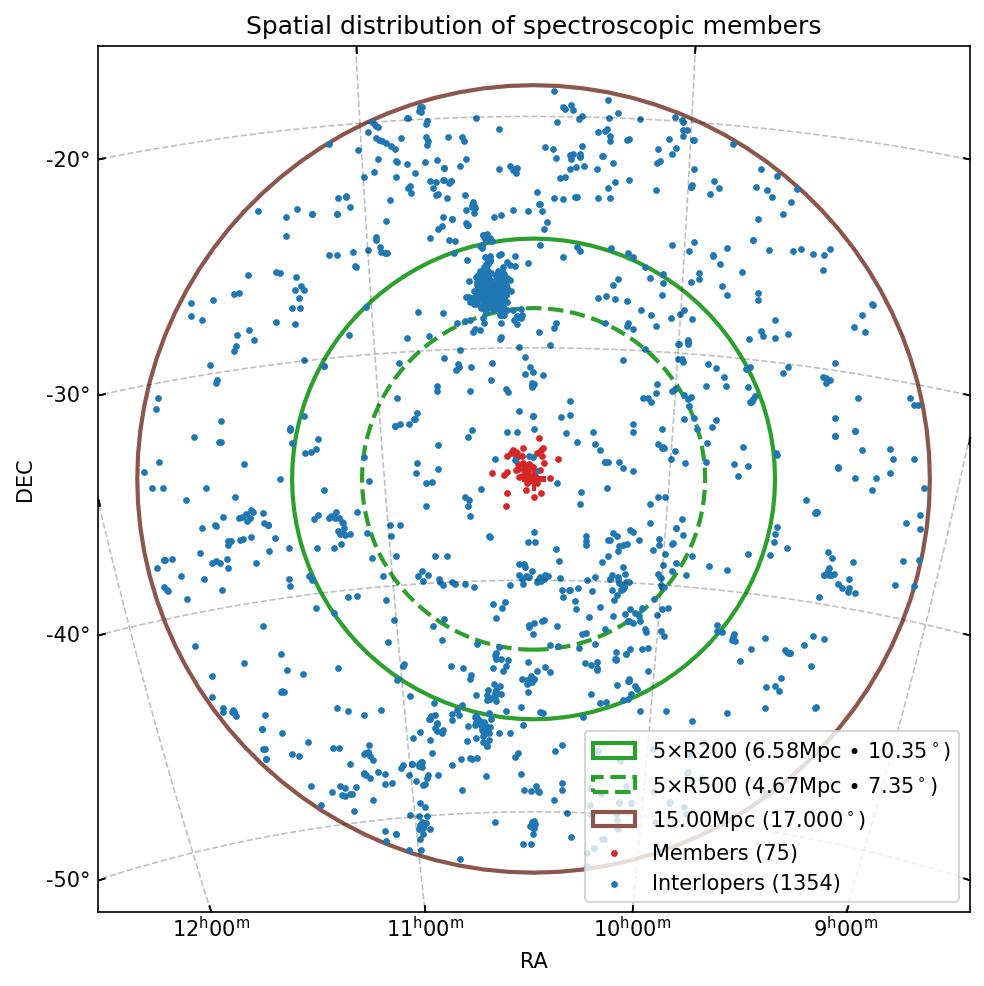 Spatial distribution of spectroscopic members
-20°
-30°
DEC
-40°
-50°
5×R200 (6.58Mpc • 10.35°)
5×R500 (4.67Mpc • 7.35°)
15.00Mpc (17.000°)
Members (75)
Interlopers (1354)
12ʰ00ᵐ 11ʰ00ᵐ 10ʰ00ᵐ 9ʰ00ᵐ
RA